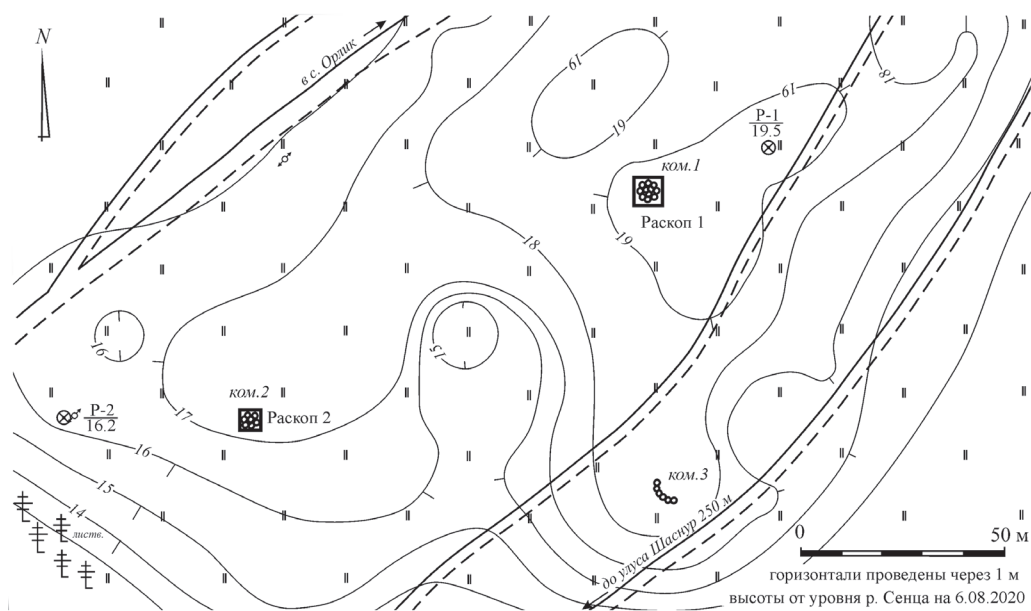 N
в с. Орлик
61
19
61
18
P-1
19.5
ком.1
Раскоп 1
19
18
16
15
ком.2
Раскоп 2
P-2
16.2
17
16
15
14
листв.
ком.3
до улуса Шаснур 250 м
0 50 м
горизонтали проведены через 1 м
высоты от уровня р. Сенца на 6.08.2020